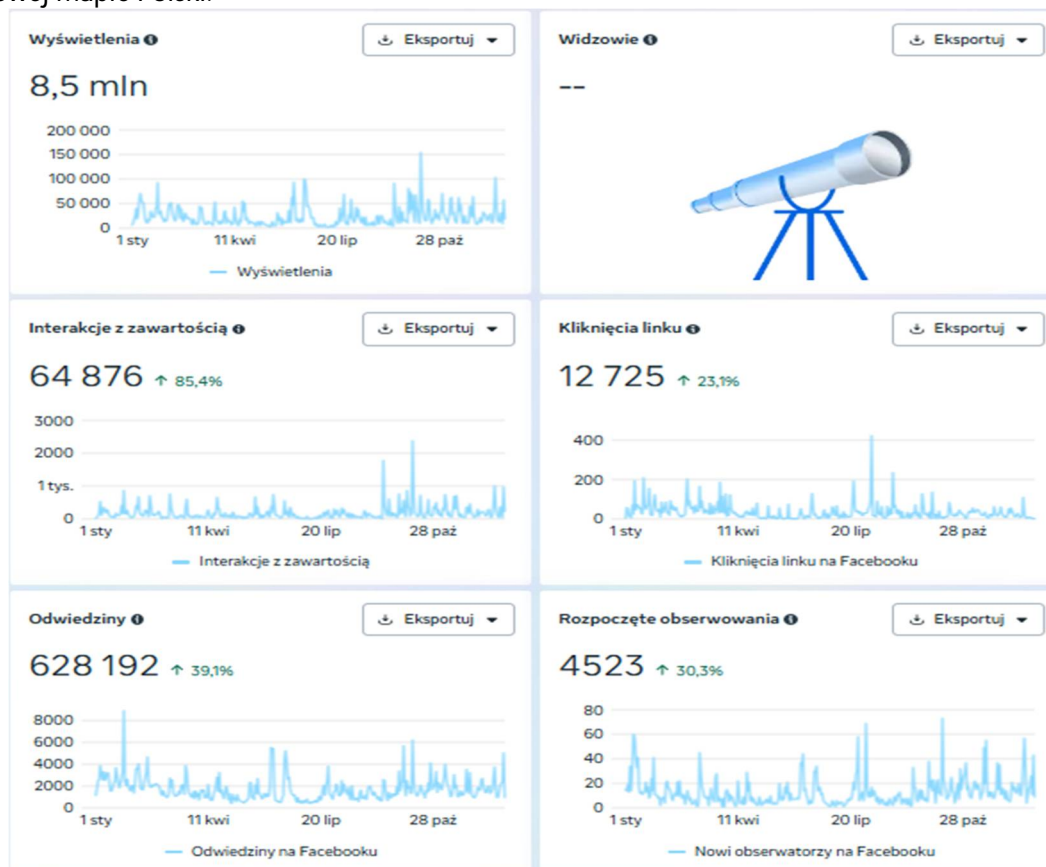 Wyświetlenia
Eksportuj
8,5 mln
200 000
150 000
100 000
50 000
0
1 sty 11 kwi 20 lip 28 paź
Wyświetlenia
Widzowie
Eksportuj
--
Interakcje z zawartością
Eksportuj
64 876 ↑ 85,4%
3000
2000
1 tys.
0
1 sty 11 kwi 20 lip 28 paź
Interakcje z zawartością
Kliknięcia linku
Eksportuj
12 725 ↑ 23,1%
400
200
0
1 sty 11 kwi 20 lip 28 paź
Kliknięcia linku na Facebooku
Odwiedziny
Eksportuj
628 192 ↑ 39,1%
8000
6000
4000
2000
0
1 sty 11 kwi 20 lip 28 paź
Odwiedziny na Facebooku
Rozpoczęte obserwowania
Eksportuj
4523 ↑ 30,3%
80
60
40
20
0
1 sty 11 kwi 20 lip 28 paź
Nowi obserwatorzy na Facebooku